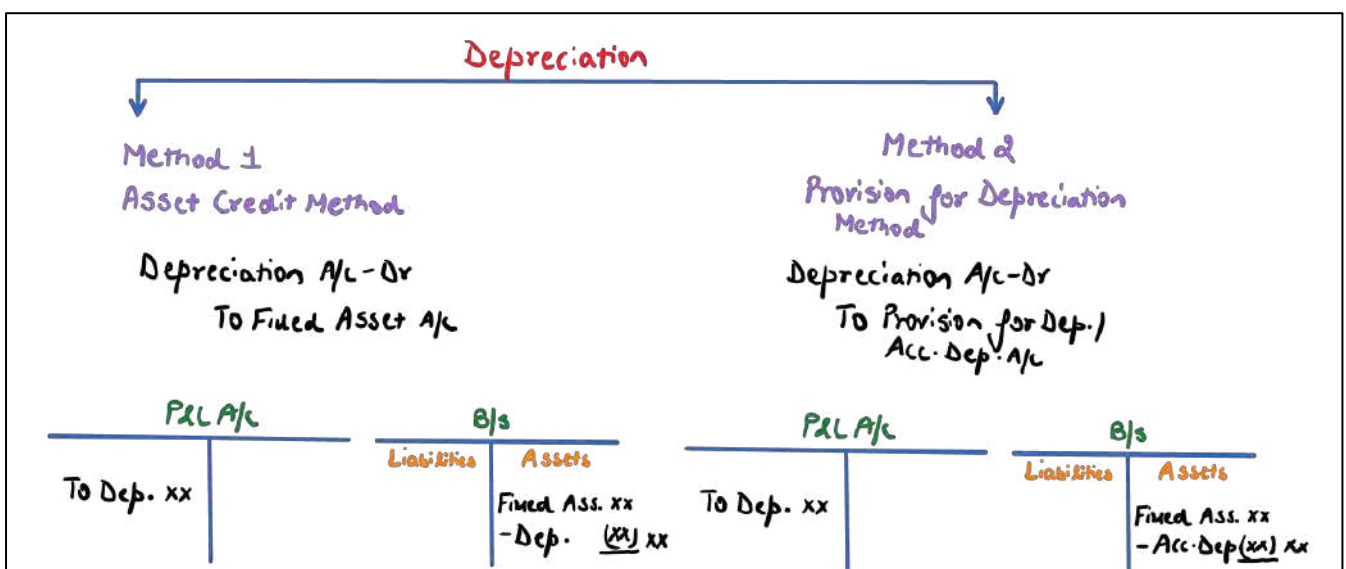 Depreciation
Method 1
Asset Credit Method
Depreciation A/c-Dr
To Fixed Asset A/c
P&L A/c
To Dep. xx
B/s
Liabilities Assets
Fixed Ass. xx
-Dep. (xx) xx
Method 2
Provision for Depreciation
Method
Depreciation A/c-Dr
To Provision for Dep./
Acc. Dep. A/c
P&L A/c
To Dep. xx
B/s
Liabilities Assets
Fixed Ass. xx
-Acc. Dep (xx) xx